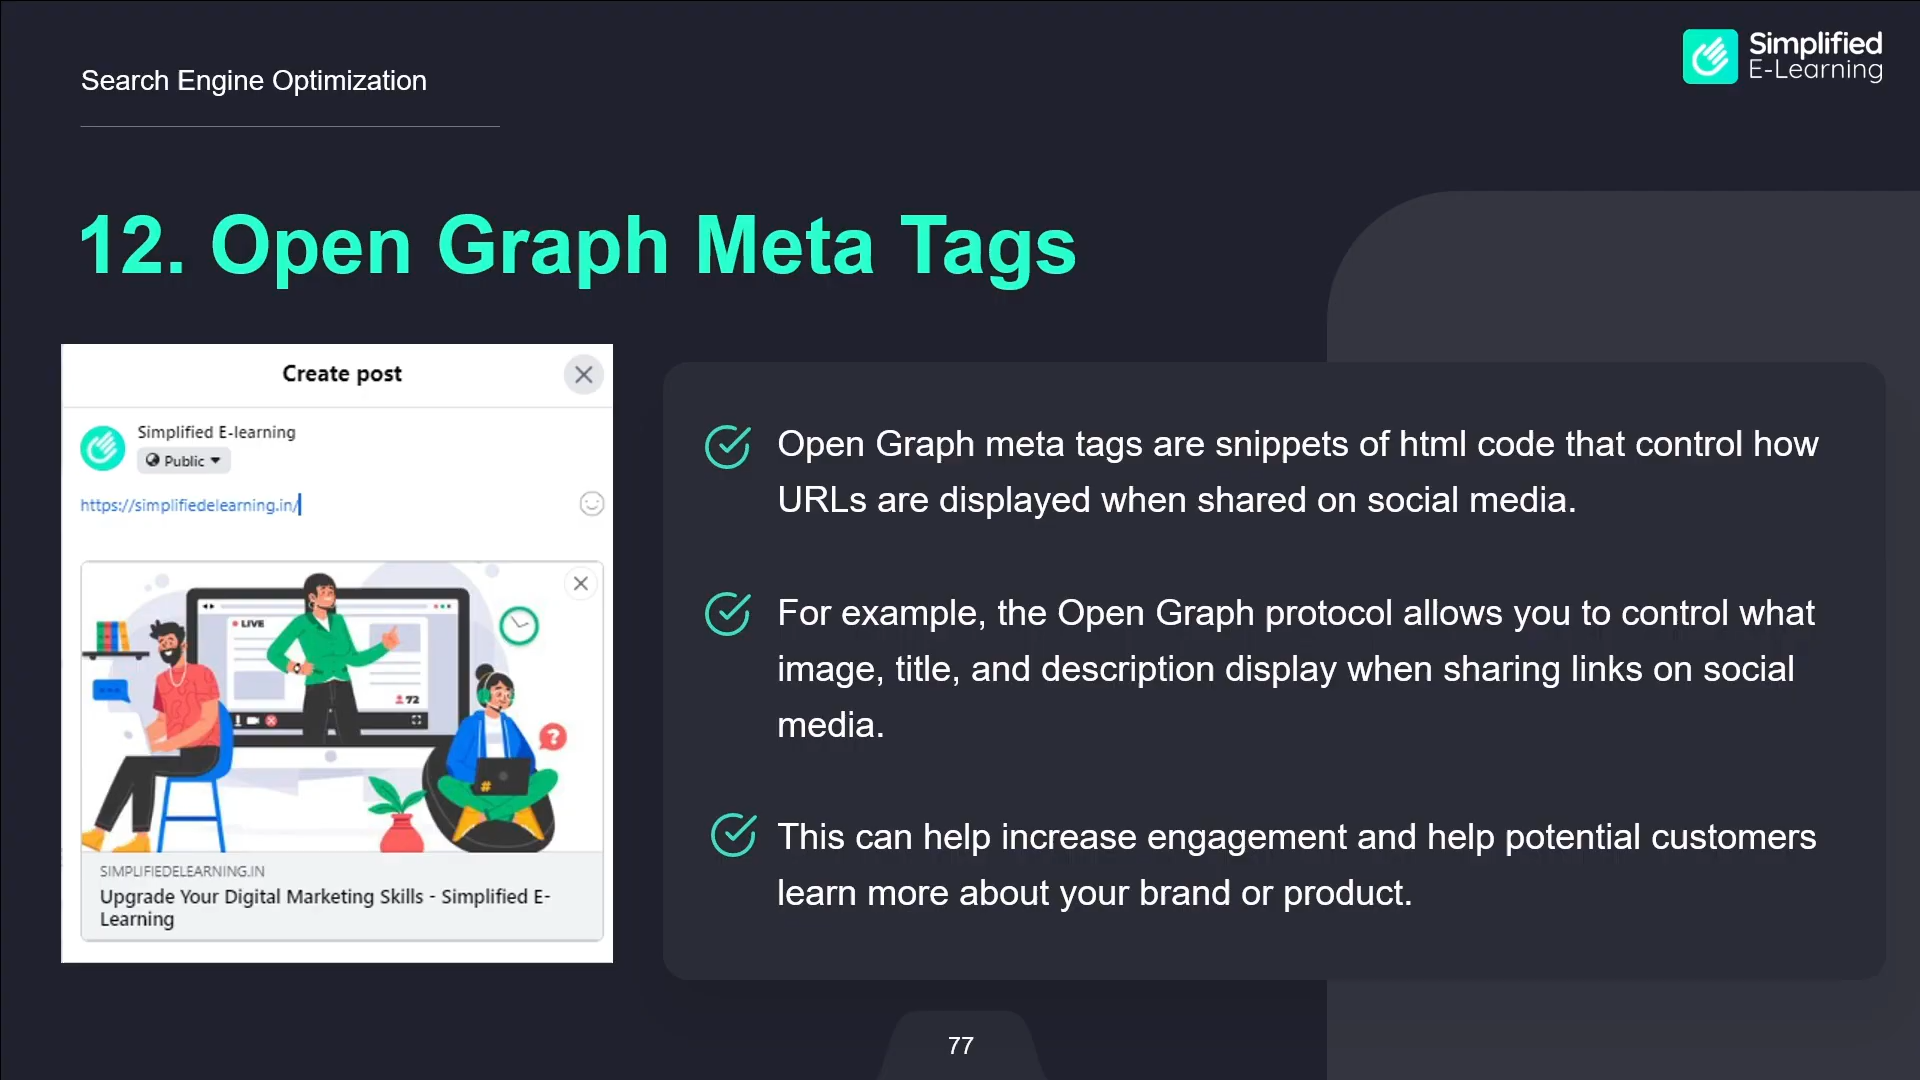 Search Engine Optimization
Simplified
E-Learning
12. Open Graph Meta Tags
Create post
Simplified E-learning
Public
https://simplifiedelearning.in/
LIVE
72
?
#
SIMPLIFIEDELEARNING.IN
Upgrade Your Digital Marketing Skills - Simplified E-
Learning
Open Graph meta tags are snippets of html code that control how
URLs are displayed when shared on social media.
For example, the Open Graph protocol allows you to control what
image, title, and description display when sharing links on social
media.
This can help increase engagement and help potential customers
learn more about your brand or product.
77